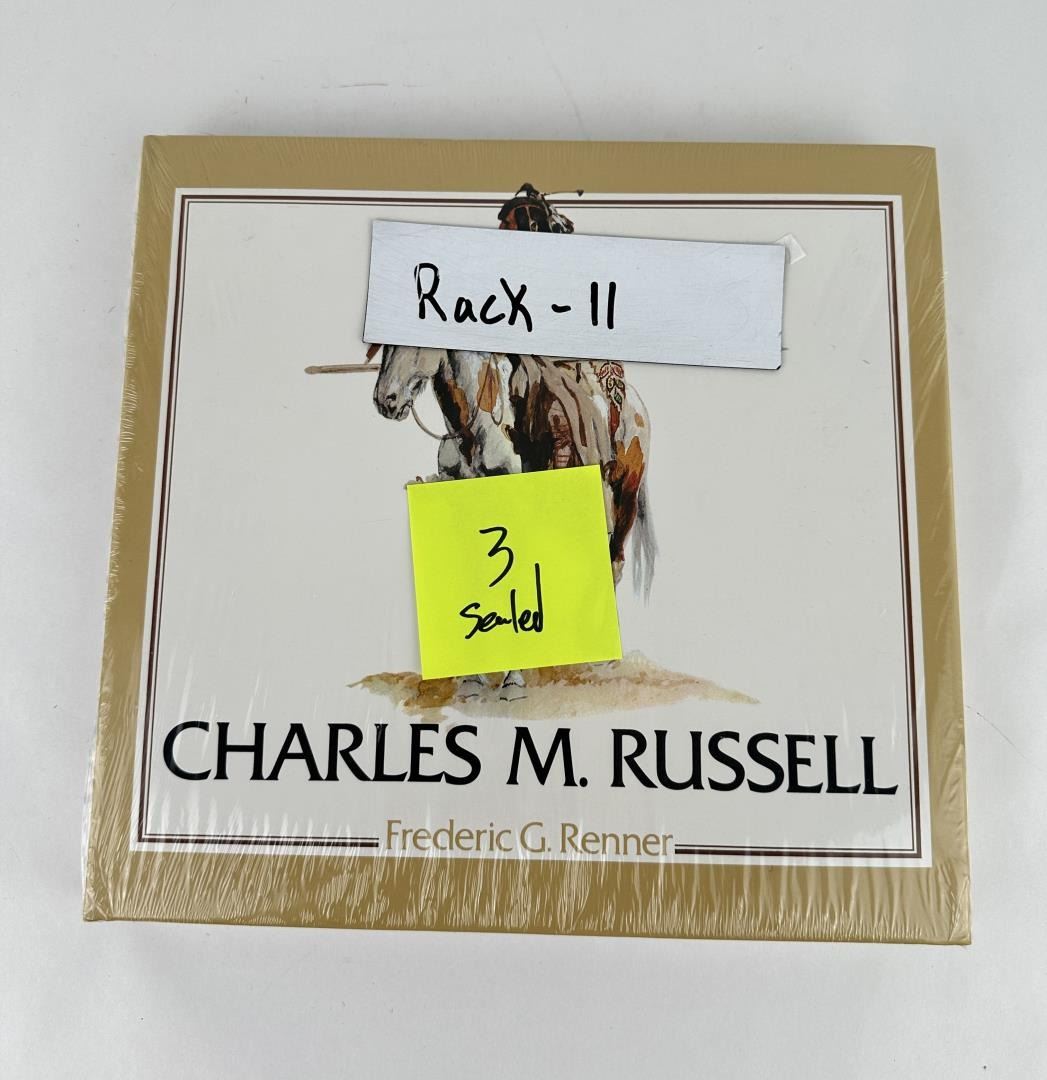 Rack - 11
3
Sealed
CHARLES M. RUSSELL
Frederic G. Renner